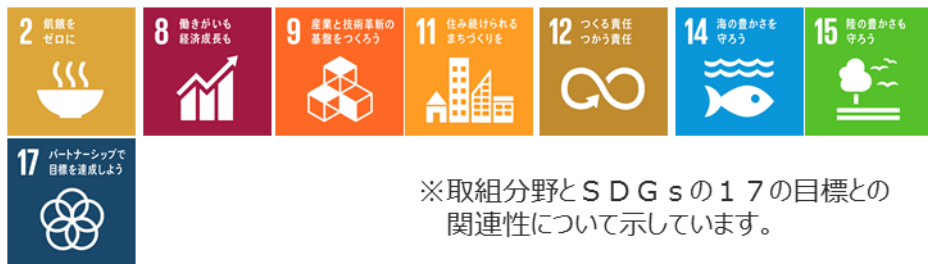 2 飢餓を
ゼロに
8 働きがいも
経済成長も
9 産業と技術革新の
基盤をつくろう
11 住み続けられる
まちづくりを
12 つくる責任
つかう責任
14 海の豊かさを
守ろう
15 陸の豊かさも
守ろう
17 パートナーシップで
目標を達成しよう
※取組分野とＳＤＧｓの１７の目標との
関連性について示しています。